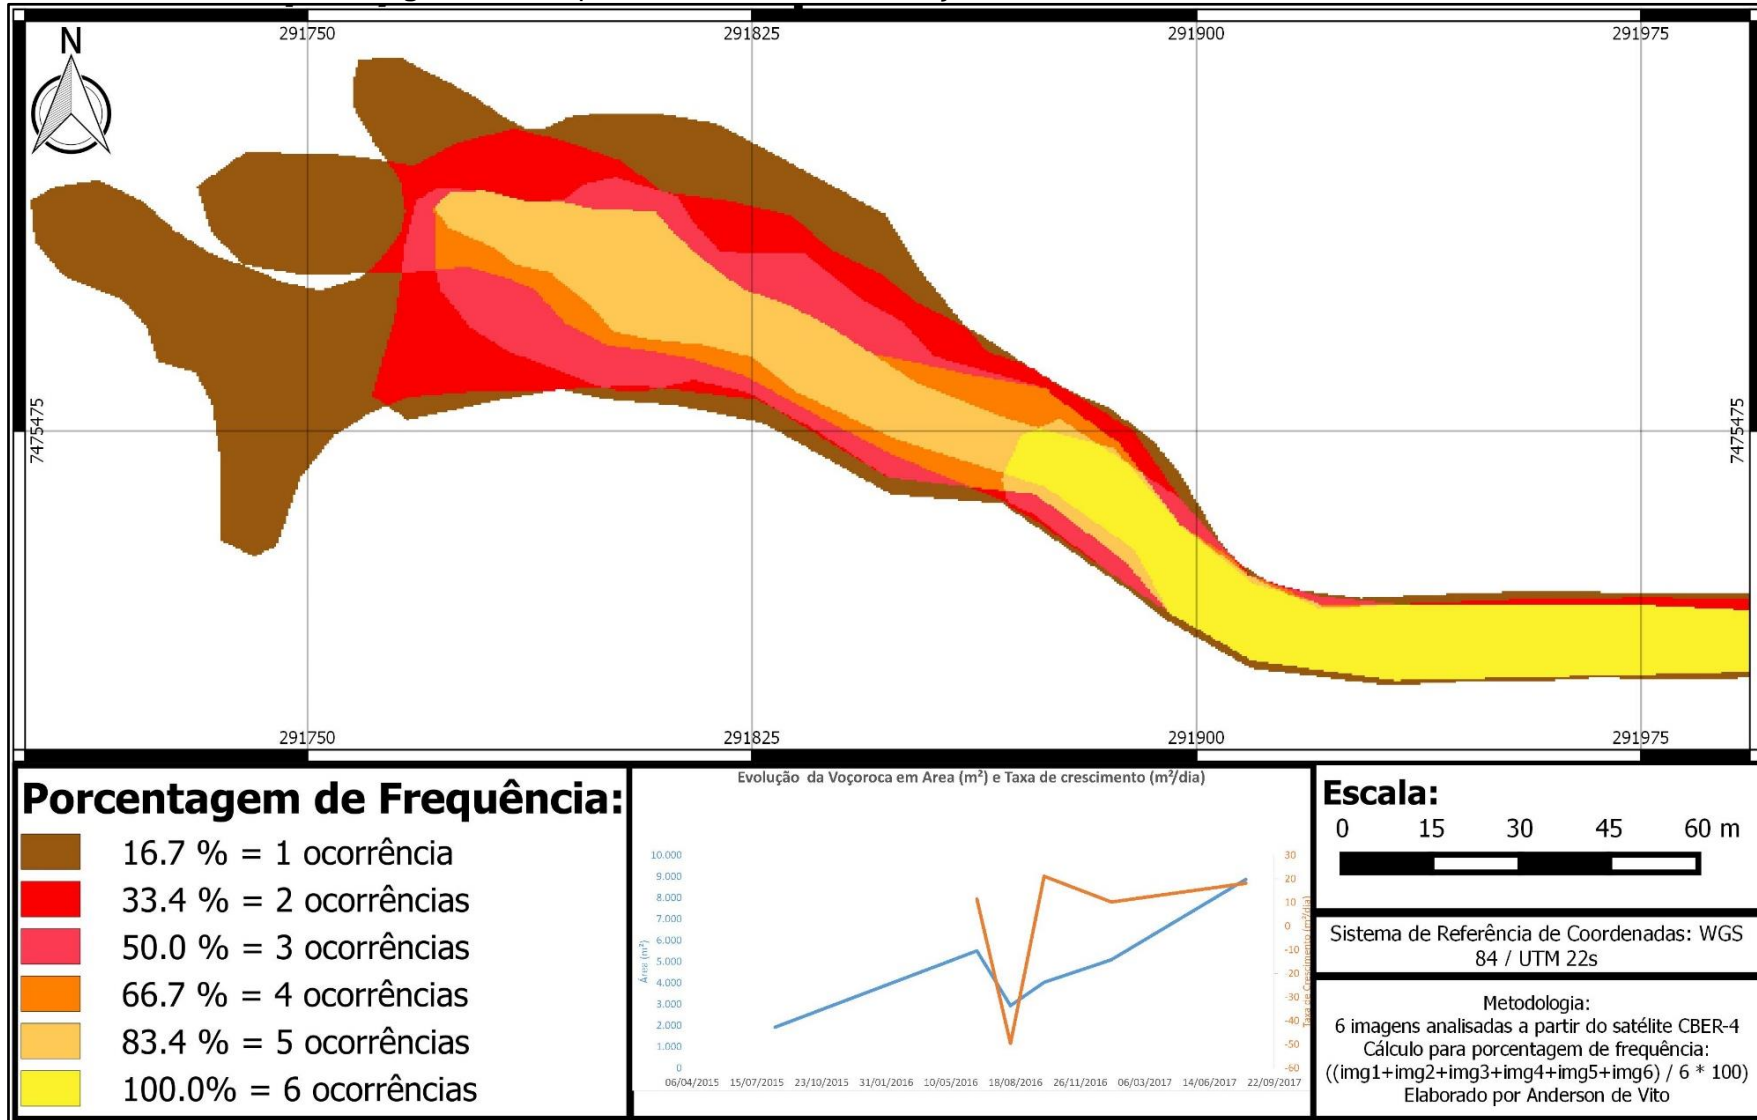 N
291750
291825
291900
291975
7475475
7475475
291750
291825
291900
291975
Porcentagem de Frequência:
16.7 % = 1 ocorrência
33.4 % = 2 ocorrências
50.0 % = 3 ocorrências
66.7 % = 4 ocorrências
83.4 % = 5 ocorrências
100.0% = 6 ocorrências
Evolução da Voçoroca em Area (m²) e Taxa de crescimento (m²/dia)
Área (m²)
10.000
9.000
8.000
7.000
6.000
5.000
4.000
3.000
2.000
1.000
0
30
20
10
0
-10
-20
-30
-40
-50
-60
Taxa de Crescimento (m²/dia)
06/04/2015 15/07/2015 23/10/2015 31/01/2016 10/05/2016 18/08/2016 26/11/2016 06/03/2017 14/06/2017 22/09/2017
Escala:
0 15 30 45 60 m
Sistema de Referência de Coordenadas: WGS
84 / UTM 22s
Metodologia:
6 imagens analisadas a partir do satélite CBER-4
Cálculo para porcentagem de frequência:
((img1+img2+img3+img4+img5+img6) / 6 * 100)
Elaborado por Anderson de Vito